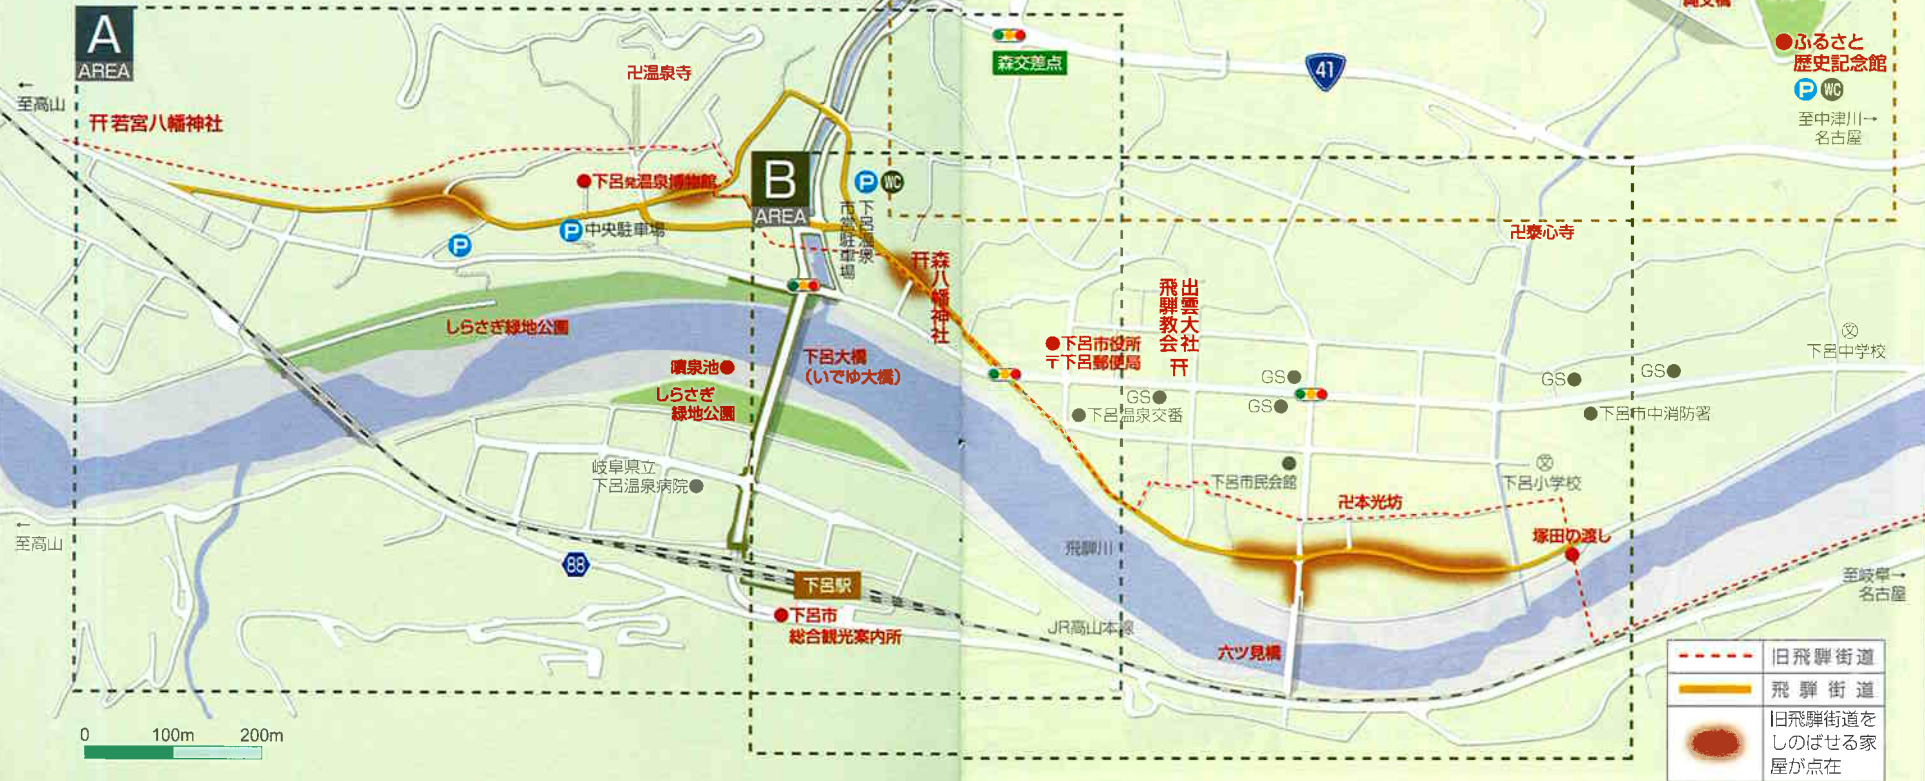 A
AREA
←
至高山
卍温泉寺
若宮八幡神社
下呂発温泉博物館
B
AREA
P
WC
P
P
中央駐車場
下呂温泉
市営駐車場
森八幡神社
森交差点
41
ふるさと
歴史記念館
P
WC
至中津川→
名古屋
卍泰心寺
出雲大社
飛騨教会
しらさぎ緑地公園
噴泉池
しらさぎ
緑地公園
下呂大橋
(いでゆ大橋)
下呂市役所
〒下呂郵便局
GS
下呂温泉交番
GS
GS
GS
GS
文
下呂中学校
下呂市中消防署
岐阜県立
下呂温泉病院
下呂市民会館
文
下呂小学校
卍本光坊
塚田の渡し
←
至高山
88
飛騨川
下呂駅
下呂市
総合観光案内所
JR高山本線
六ツ見橋
至岐阜→
名古屋
0 100m 200m
旧飛騨街道
飛騨街道
旧飛騨街道を
しのばせる家
屋が点在